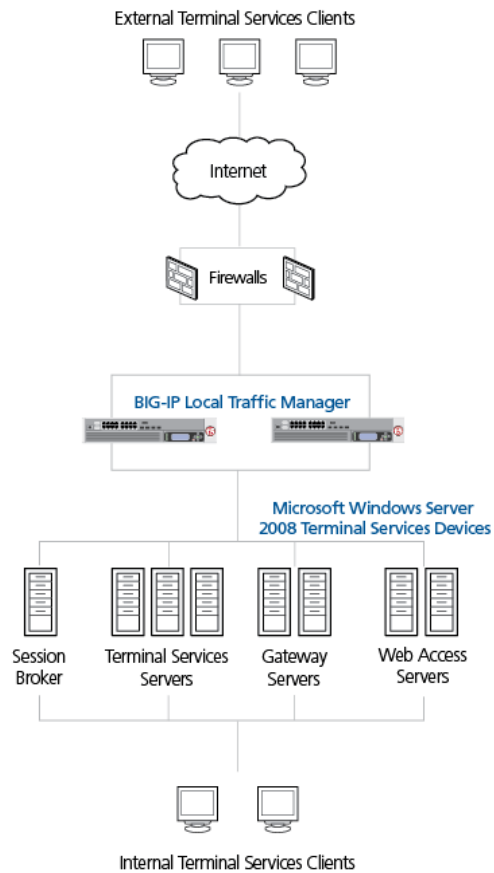 External Terminal Services Clients
Internet
Firewalls
BIG-IP Local Traffic Manager
Microsoft Windows Server
2008 Terminal Services Devices
Session
Broker
Terminal Services
Servers
Gateway
Servers
Web Access
Servers
Internal Terminal Services Clients